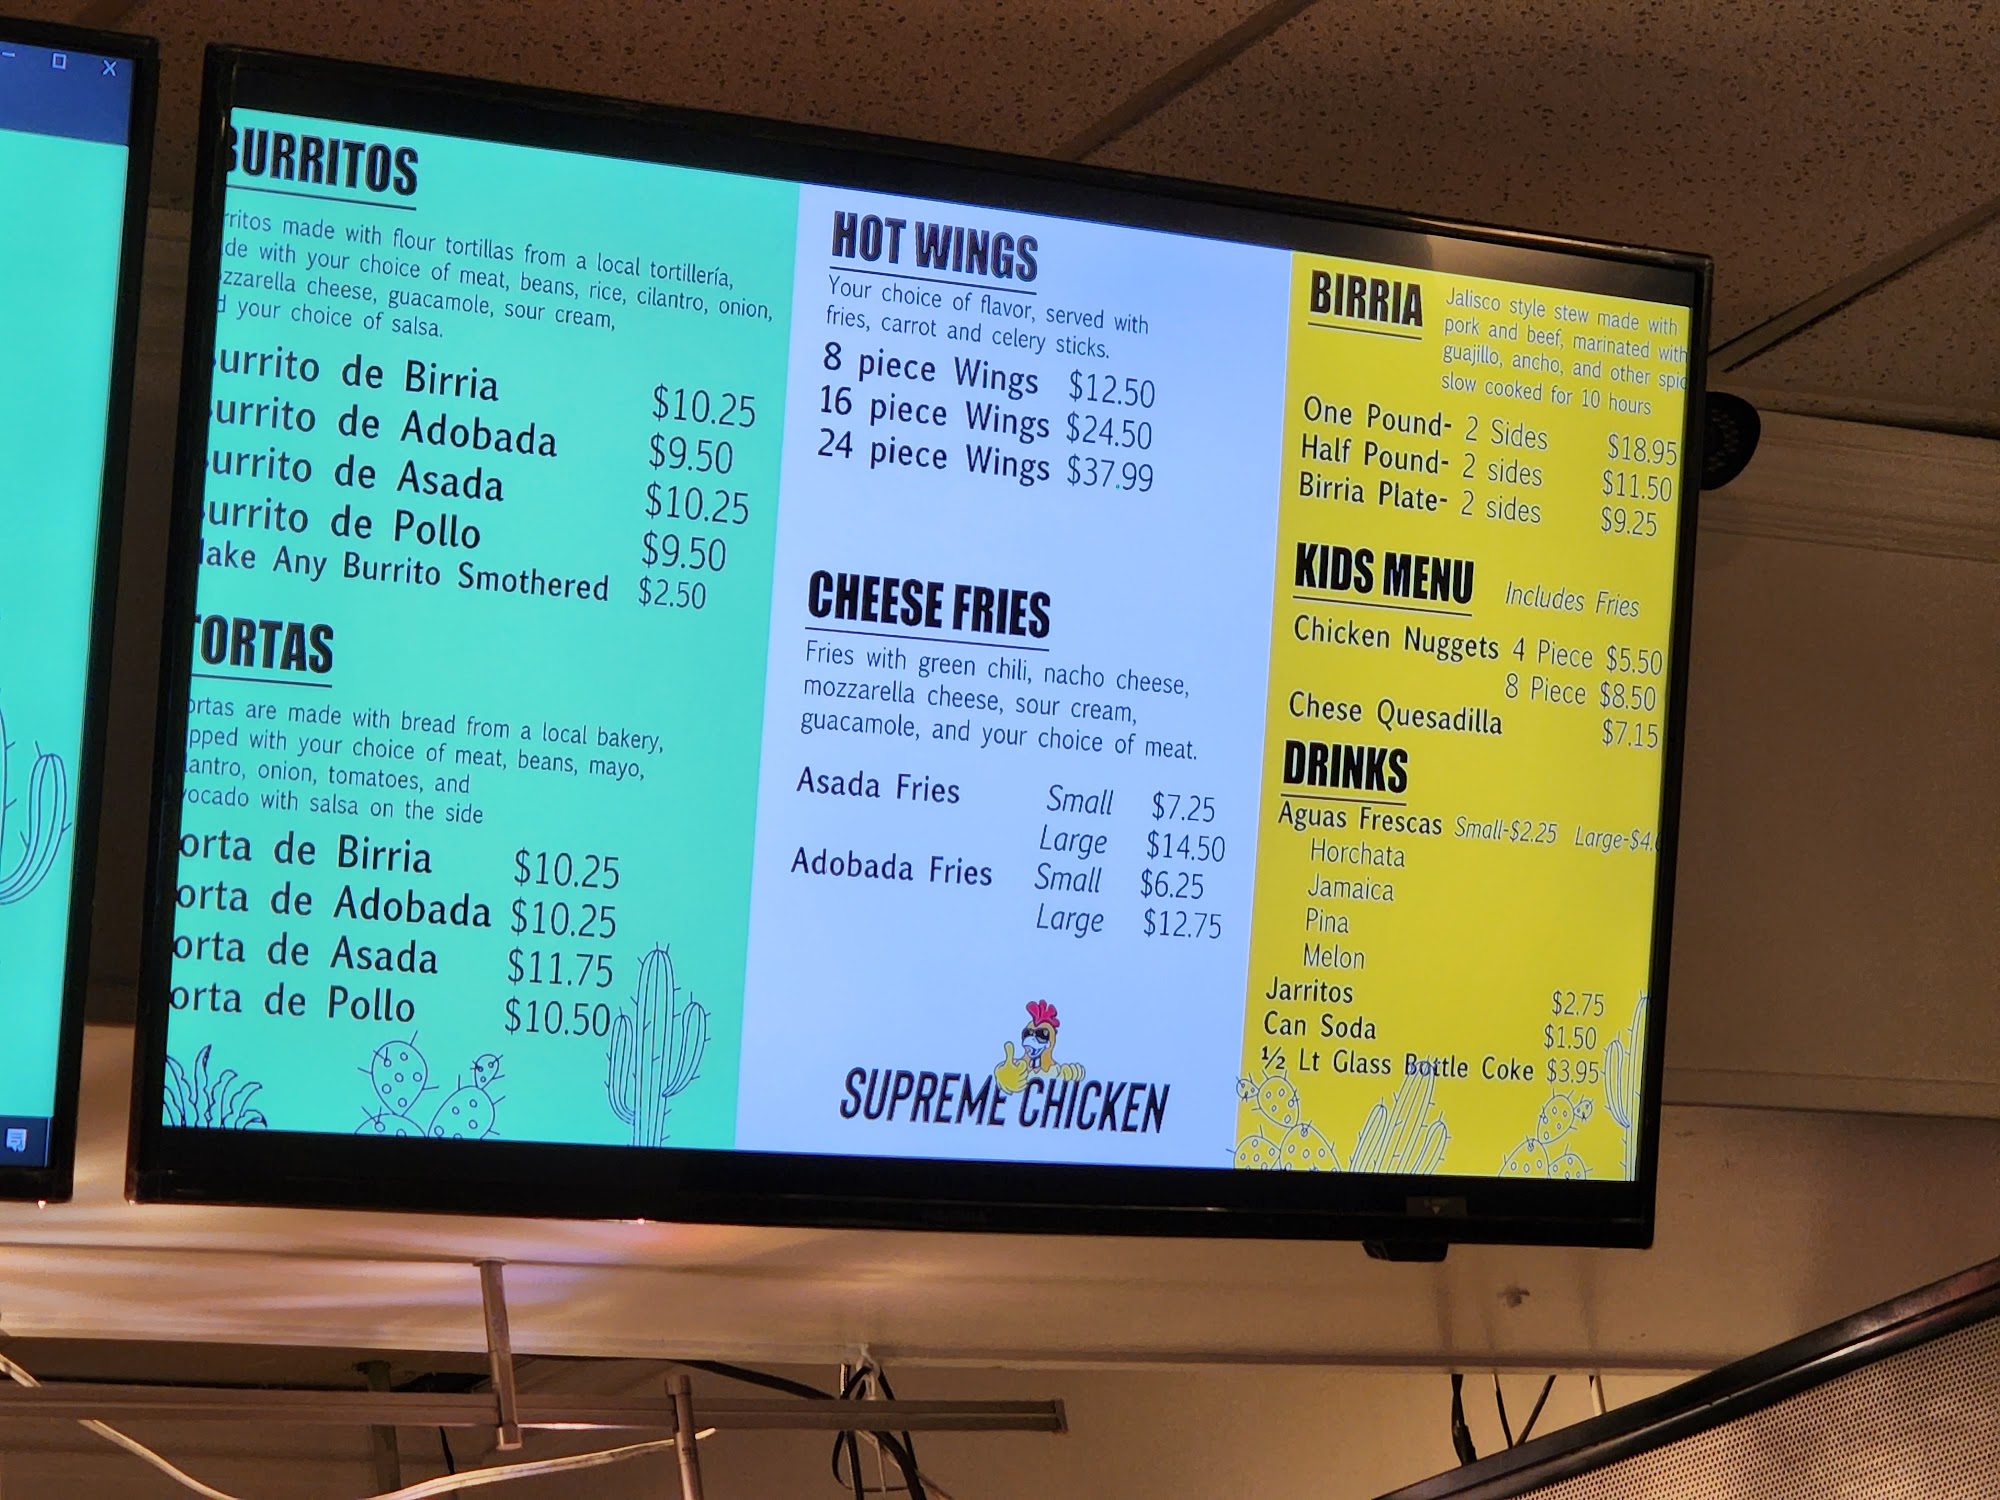 BURRITOS
rritos made with flour tortillas from a local tortillería,
de with your choice of meat, beans, rice, cilantro, onion,
zzarella cheese, guacamole, sour cream,
d your choice of salsa.
urrito de Birria $10.25
urrito de Adobada $9.50
urrito de Asada $10.25
urrito de Pollo $9.50
ake Any Burrito Smothered $2.50
TORTAS
ortas are made with bread from a local bakery,
pped with your choice of meat, beans, mayo,
lantro, onion, tomatoes, and
ocado with salsa on the side
orta de Birria $10.25
orta de Adobada $10.25
orta de Asada $11.75
orta de Pollo $10.50
HOT WINGS
Your choice of flavor, served with
fries, carrot and celery sticks.
8 piece Wings $12.50
16 piece Wings $24.50
24 piece Wings $37.99
CHEESE FRIES
Fries with green chili, nacho cheese,
mozzarella cheese, sour cream,
guacamole, and your choice of meat.
Asada Fries Small $7.25
Large $14.50
Adobada Fries Small $6.25
Large $12.75
SUPREME CHICKEN
BIRRIA
Jalisco style stew made with
pork and beef, marinated with
guajillo, ancho, and other spic
slow cooked for 10 hours
One Pound- 2 Sides $18.95
Half Pound- 2 sides $11.50
Birria Plate- 2 sides $9.25
KIDS MENU Includes Fries
Chicken Nuggets 4 Piece $5.50
8 Piece $8.50
Chese Quesadilla $7.15
DRINKS
Aguas Frescas Small-$2.25 Large-$4.
Horchata
Jamaica
Pina
Melon
Jarritos $2.75
Can Soda $1.50
½ Lt Glass Bottle Coke $3.95